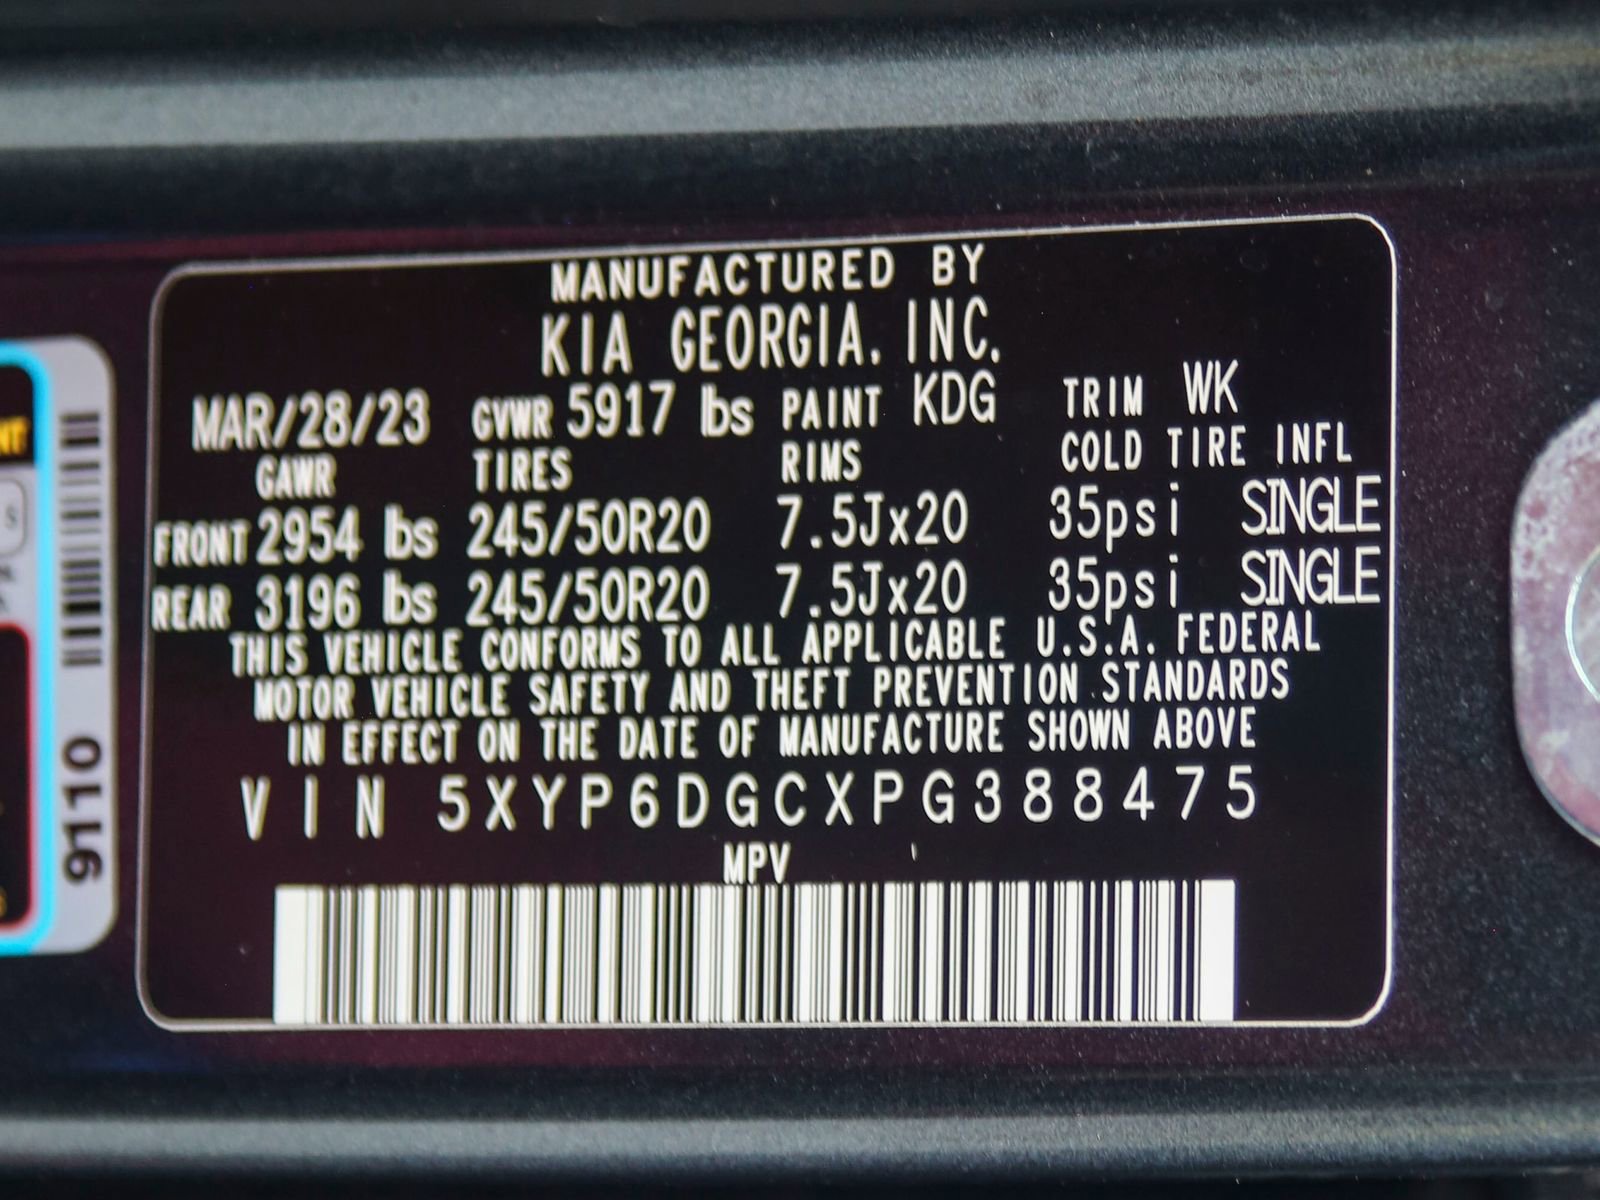 MANUFACTURED BY
KIA GEORGIA. INC.
MAR/28/23 GVWR 5917 lbs PAINT KDG TRIM WK
GAWR TIRES RIMS COLD TIRE INFL
FRONT 2954 lbs 245/50R20 7.5Jx20 35psi SINGLE
REAR 3196 lbs 245/50R20 7.5Jx20 35psi SINGLE
THIS VEHICLE CONFORMS TO ALL APPLICABLE U.S.A. FEDERAL
MOTOR VEHICLE SAFETY AND THEFT PREVENTION STANDARDS
IN EFFECT ON THE DATE OF MANUFACTURE SHOWN ABOVE
VIN 5XYP6DGCXPG388475
MPV
9110